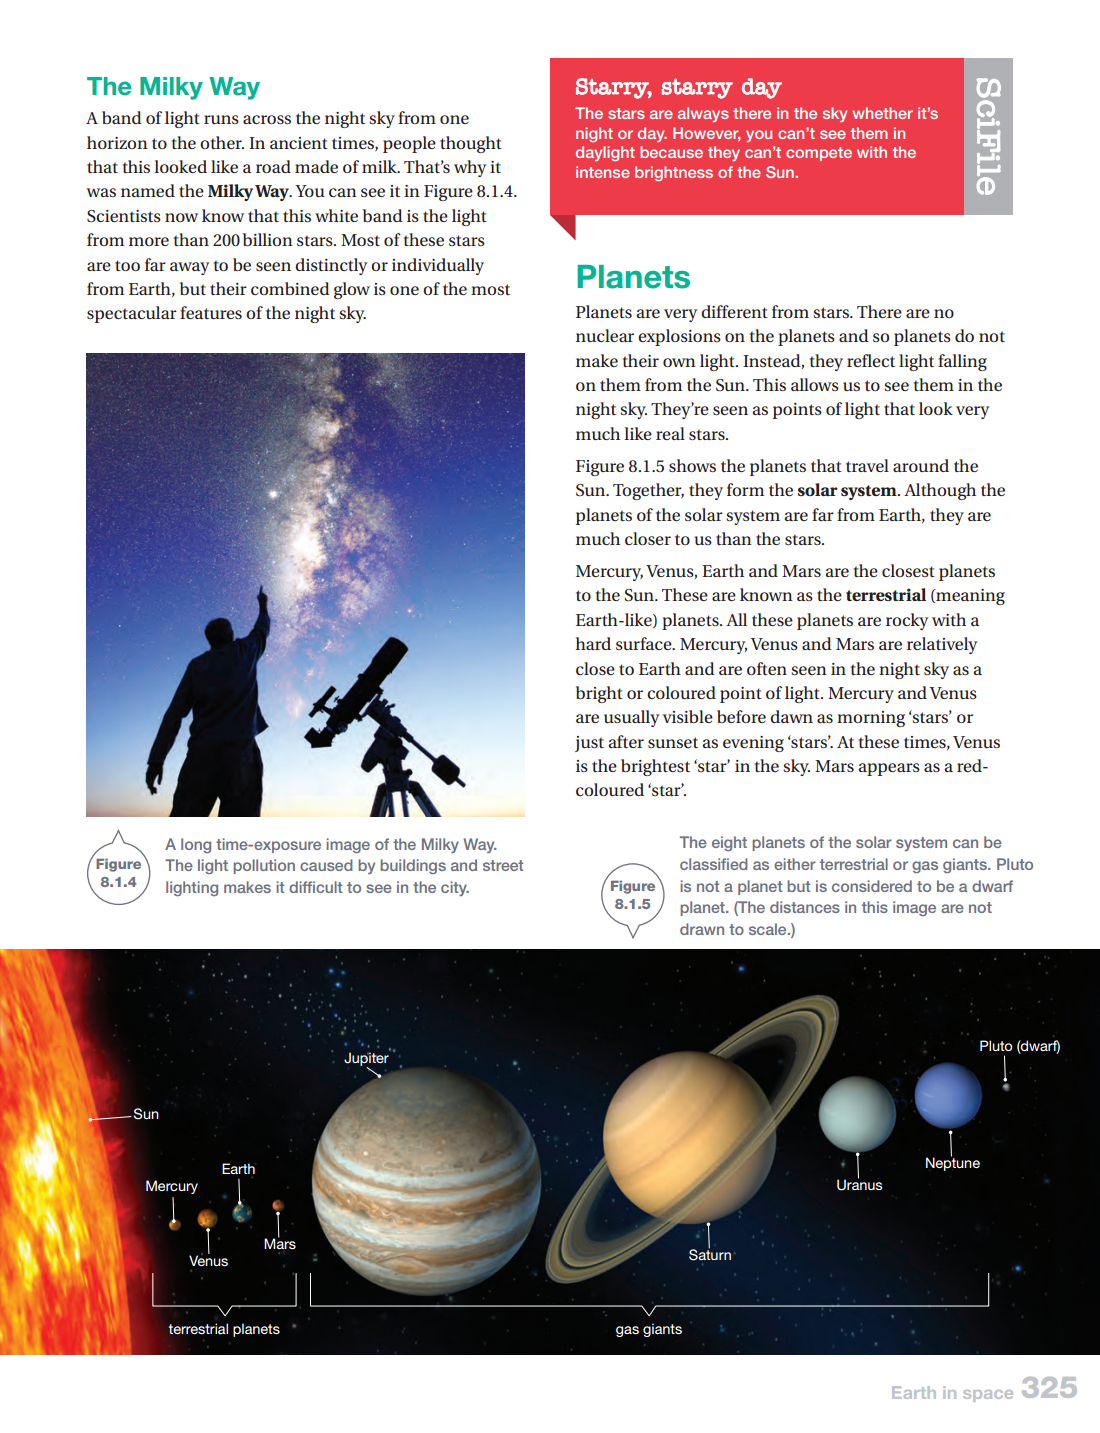 The Milky Way
A band of light runs across the night sky from one
horizon to the other. In ancient times, people thought
that this looked like a road made of milk. That's why it
was named the Milky Way. You can see it in Figure 8.1.4.
Scientists now know that this white band is the light
from more than 200 billion stars. Most of these stars
are too far away to be seen distinctly or individually
from Earth, but their combined glow is one of the most
spectacular features of the night sky.
Figure
8.1.4
A long time-exposure image of the Milky Way.
The light pollution caused by buildings and street
lighting makes it difficult to see in the city.
Starry, starry day
The stars are always there in the sky whether it's
night or day. However, you can't see them in
daylight because they can't compete with the
intense brightness of the Sun.
SciFile
Planets
Planets are very different from stars. There are no
nuclear explosions on the planets and so planets do not
make their own light. Instead, they reflect light falling
on them from the Sun. This allows us to see them in the
night sky. They're seen as points of light that look very
much like real stars.
Figure 8.1.5 shows the planets that travel around the
Sun. Together, they form the solar system. Although the
planets of the solar system are far from Earth, they are
much closer to us than the stars.
Mercury, Venus, Earth and Mars are the closest planets
to the Sun. These are known as the terrestrial (meaning
Earth-like) planets. All these planets are rocky with a
hard surface. Mercury, Venus and Mars are relatively
close to Earth and are often seen in the night sky as a
bright or coloured point of light. Mercury and Venus
are usually visible before dawn as morning 'stars' or
just after sunset as evening 'stars'. At these times, Venus
is the brightest 'star' in the sky. Mars appears as a red-
coloured 'star'.
Figure
8.1.5
The eight planets of the solar system can be
classified as either terrestrial or gas giants. Pluto
is not a planet but is considered to be a dwarf
planet. (The distances in this image are not
drawn to scale.)
Sun
Mercury
Venus
Earth
Mars
Jupiter
Saturn
Uranus
Neptune
Pluto (dwarf)
terrestrial planets
gas giants
Earth in space 325